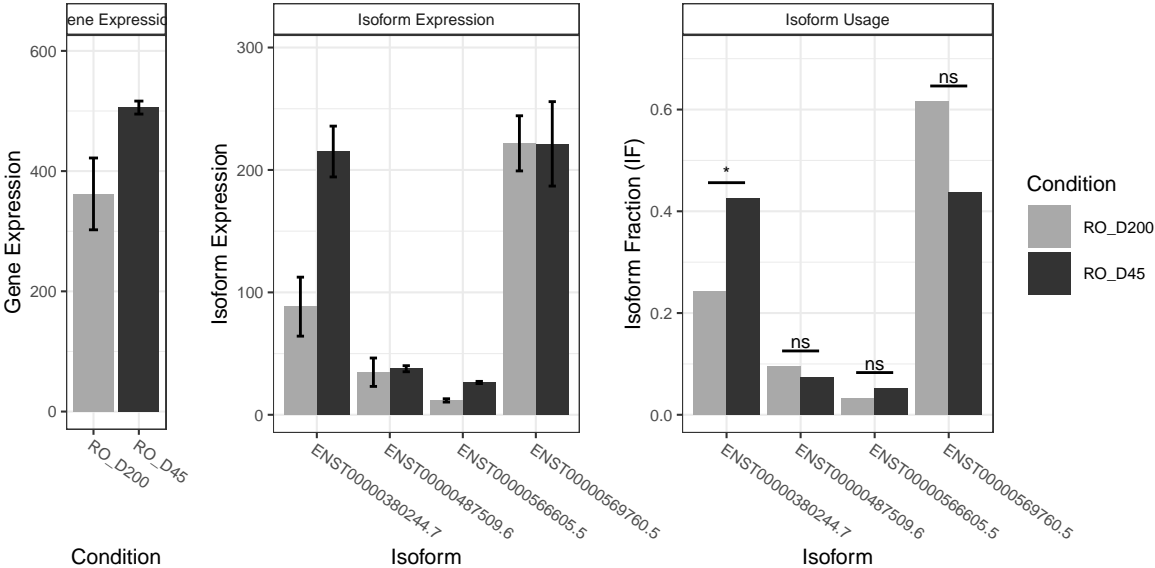 ene Expressio
Gene Expression
600
400
200
0
RO_D200
RO_D45
Condition
Isoform Expression
Isoform Expression
300
200
100
0
ENST00000380244.7
ENST00000487509.6
ENST00000566605.5
ENST00000569760.5
Isoform
Isoform Usage
Isoform Fraction (IF)
0.6
0.4
0.2
0.0
*
ns
ns
ns
ENST00000380244.7
ENST00000487509.6
ENST00000566605.5
ENST00000569760.5
Isoform
Condition
RO_D200
RO_D45